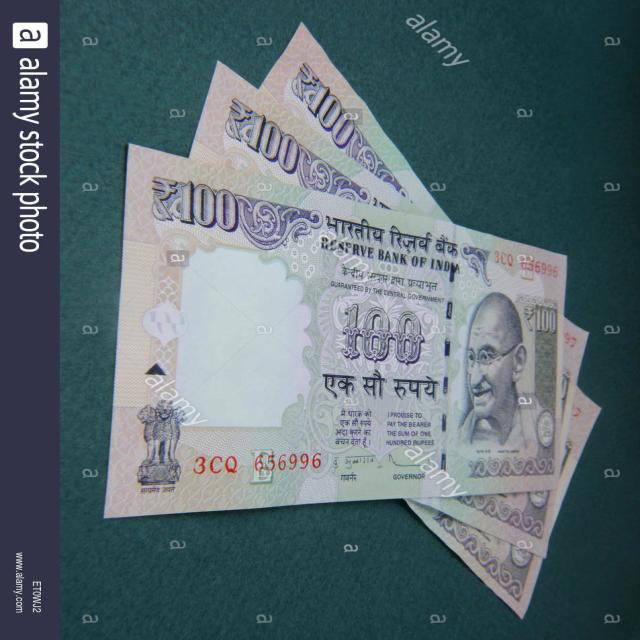 ₹100
₹100
₹100
भारतीय रिज़र्व बैंक
RESERVE BANK OF INDIA
3CQ 656996
केन्द्रीय सरकार द्वारा प्रत्याभूत
GUARANTEED BY THE CENTRAL GOVERNMENT
100
₹100
एक सौ रुपये
मैं धारक को
एक सौ रुपये
अदा करने का
वचन देता हूँ।
I PROMISE TO
PAY THE BEARER
THE SUM OF ONE
HUNDRED RUPEES
3CQ 656996
गवर्नर
GOVERNOR
सत्यमेव जयते
a alamy stock photo
ET0WJ2
www.alamy.com
alamy
alamy
alamy
alamy